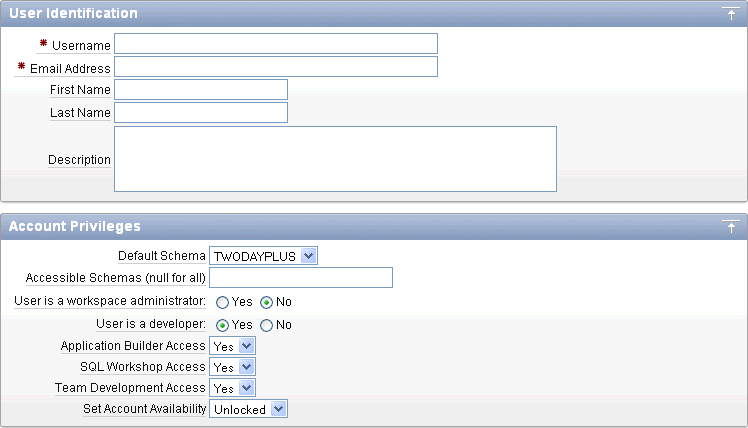 User Identification
* Username
* Email Address
First Name
Last Name
Description
Account Privileges
Default Schema TWODAYPLUS
Accessible Schemas (null for all)
User is a workspace administrator: Yes No
User is a developer: Yes No
Application Builder Access Yes
SQL Workshop Access Yes
Team Development Access Yes
Set Account Availability Unlocked